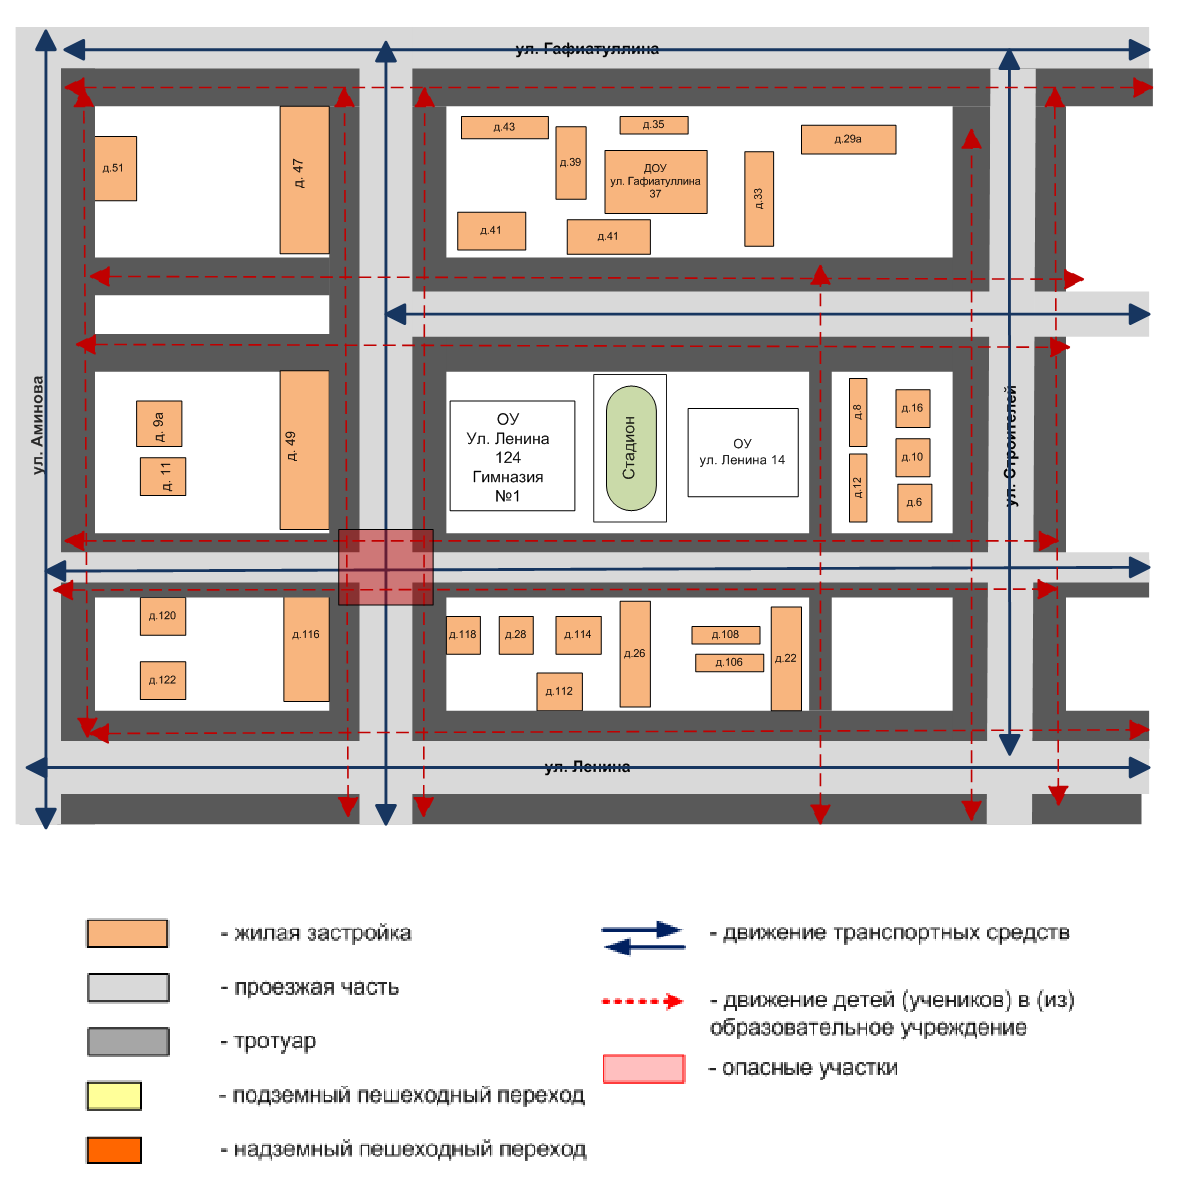 ул. Гафиатуллина
д.51
д. 47
д.43
д.39
д.35
ДОУ
ул. Гафиатуллина
37
д.33
д.29а
д.41
д.41
ул. Аминова
д. 9а
д. 11
д. 49
ОУ
Ул. Ленина
124
Гимназия
№1
Стадион
ОУ
ул. Ленина 14
д.8
д.16
д.12
д.10
д.6
ул. Строителей
д.120
д.122
д.116
д.118
д.28
д.114
д.112
д.26
д.108
д.106
д.22
ул. Ленина
- жилая застройка
- проезжая часть
- тротуар
- подземный пешеходный переход
- надземный пешеходный переход
- движение транспортных средств
- движение детей (учеников) в (из)
образовательное учреждение
- опасные участки